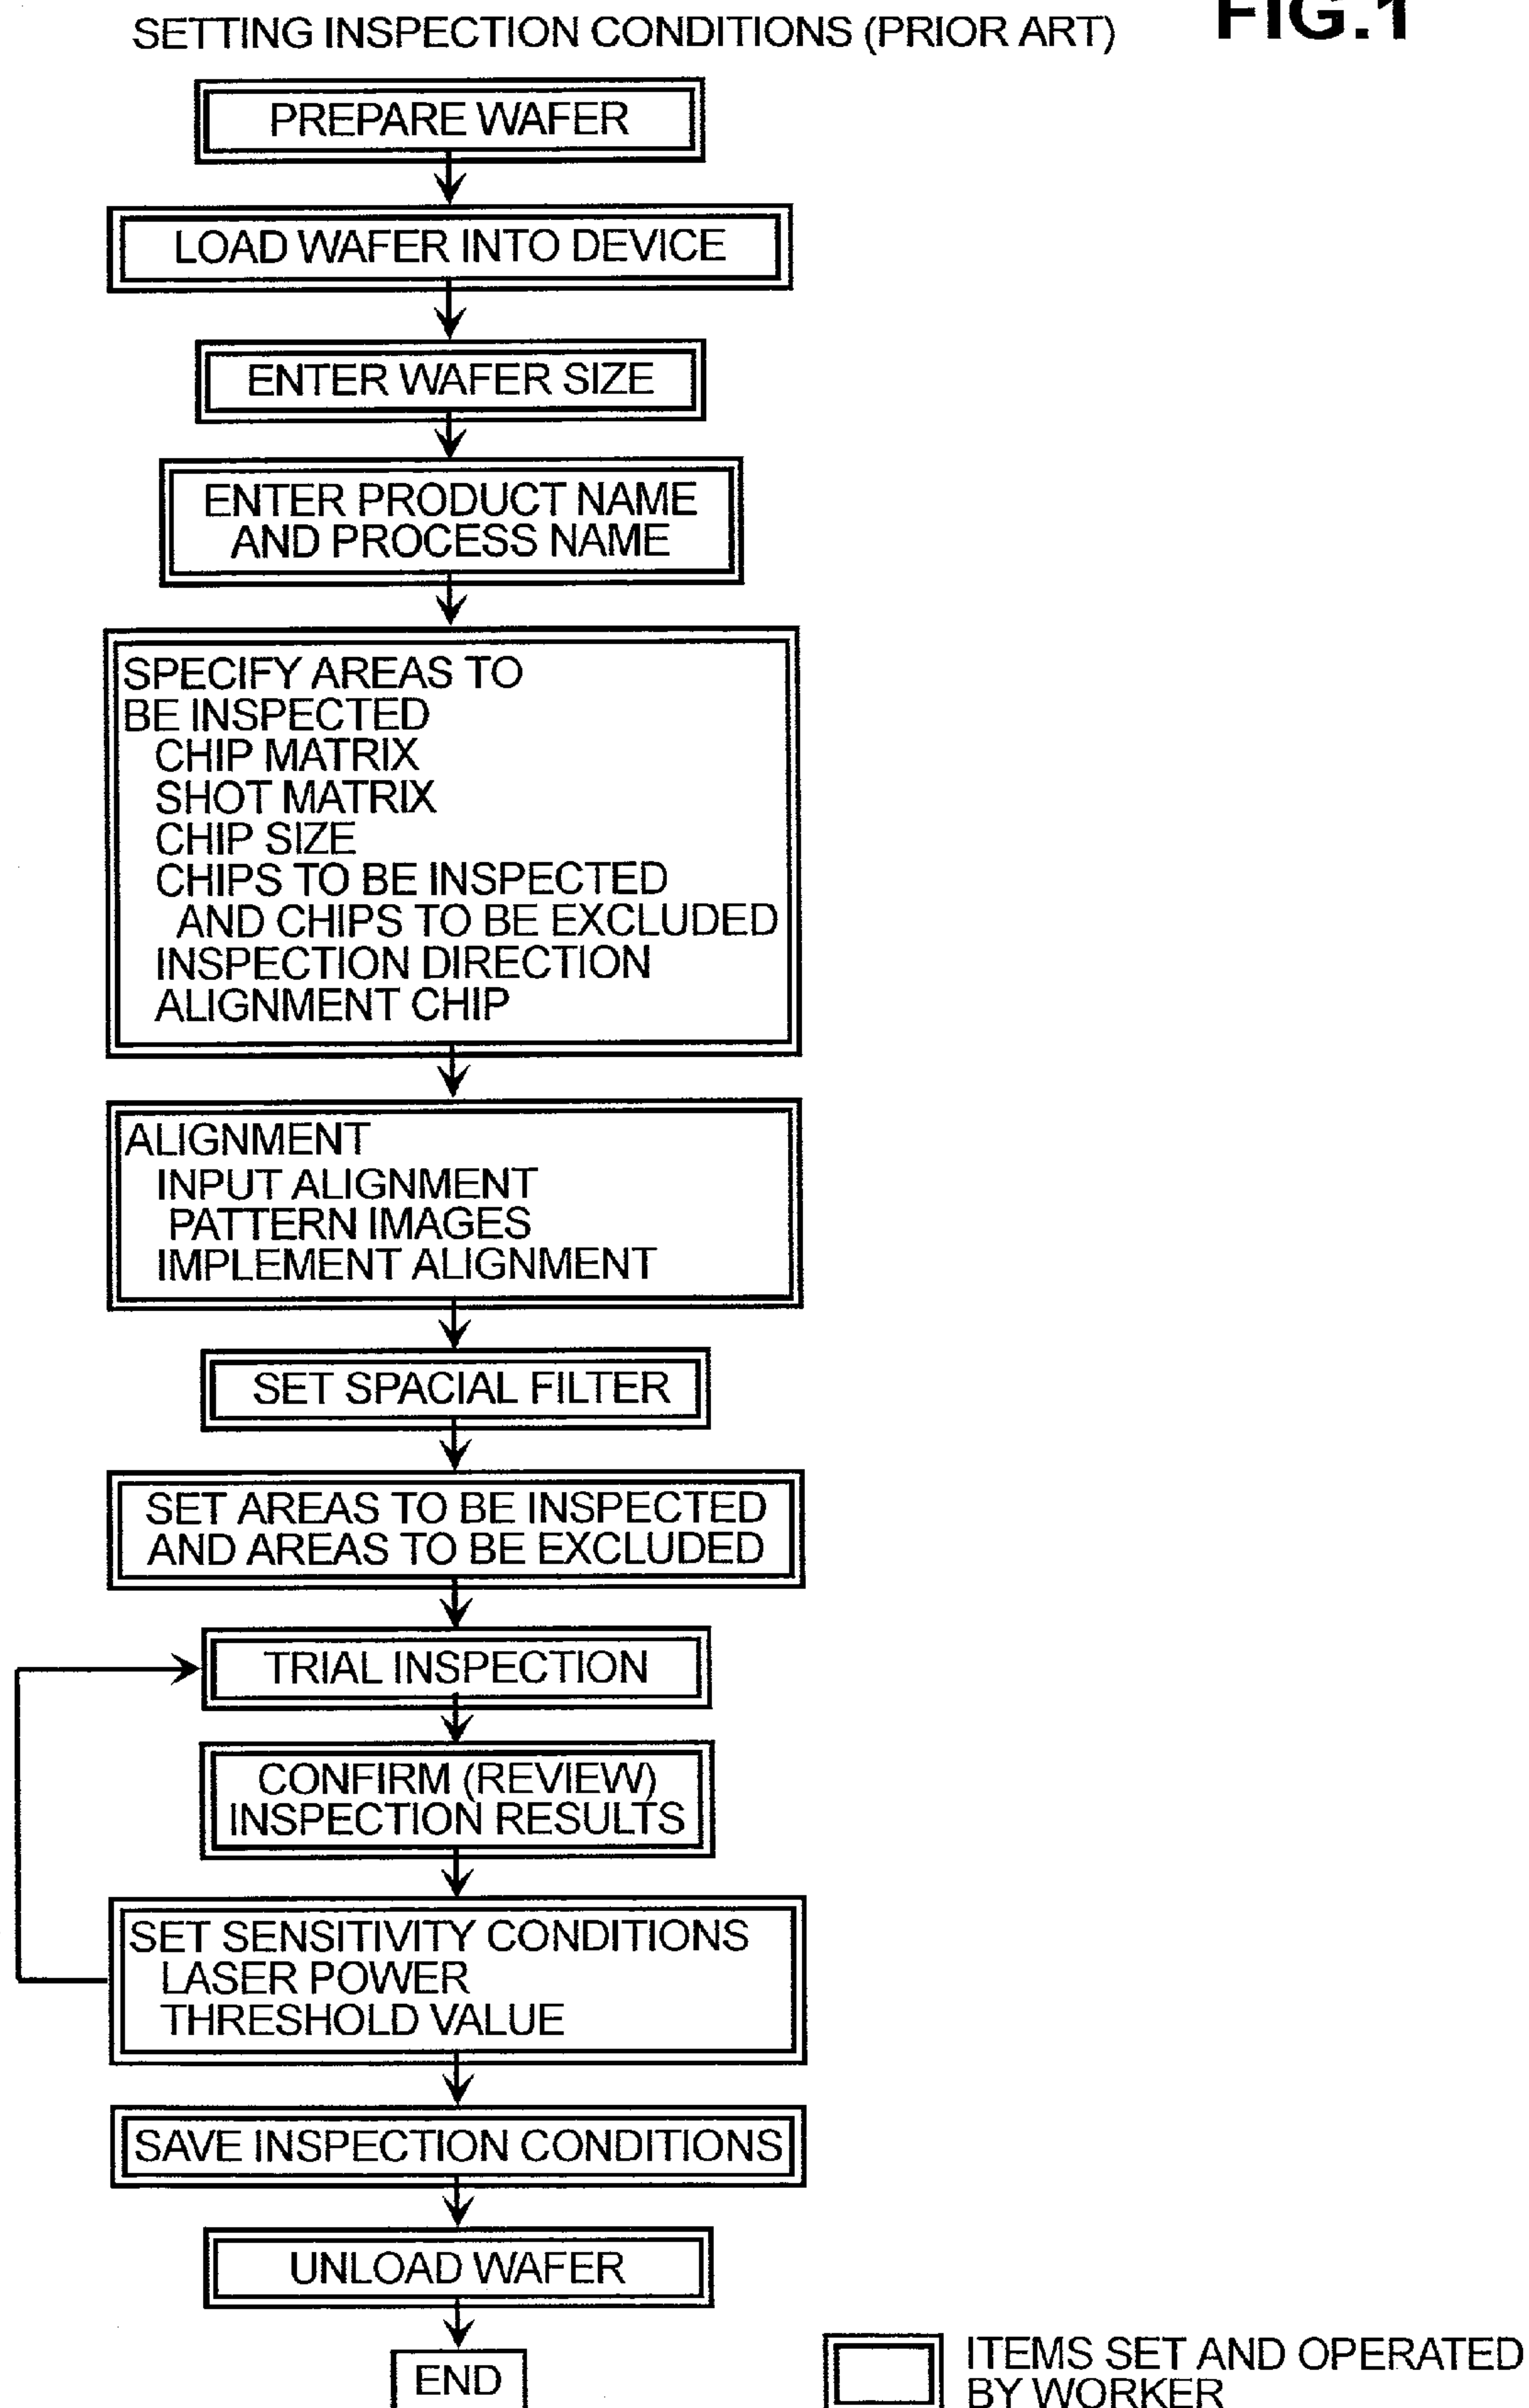 SETTING INSPECTION CONDITIONS (PRIOR ART)
FIG.1
PREPARE WAFER
LOAD WAFER INTO DEVICE
ENTER WAFER SIZE
ENTER PRODUCT NAME
AND PROCESS NAME
SPECIFY AREAS TO
BE INSPECTED
CHIP MATRIX
SHOT MATRIX
CHIP SIZE
CHIPS TO BE INSPECTED
AND CHIPS TO BE EXCLUDED
INSPECTION DIRECTION
ALIGNMENT CHIP
ALIGNMENT
INPUT ALIGNMENT
PATTERN IMAGES
IMPLEMENT ALIGNMENT
SET SPACIAL FILTER
SET AREAS TO BE INSPECTED
AND AREAS TO BE EXCLUDED
TRIAL INSPECTION
CONFIRM (REVIEW)
INSPECTION RESULTS
SET SENSITIVITY CONDITIONS
LASER POWER
THRESHOLD VALUE
SAVE INSPECTION CONDITIONS
UNLOAD WAFER
END
ITEMS SET AND OPERATED
BY WORKER